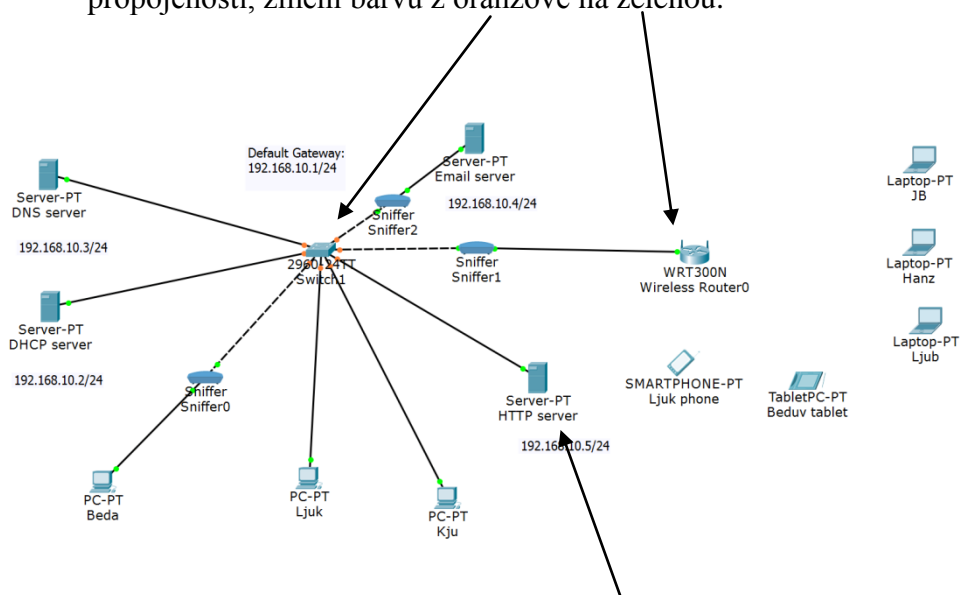 propojenosti, změní barvu z oranžové na zelenou.
Default Gateway:
192.168.10.1/24
Server-PT
Email server
192.168.10.4/24
Server-PT
DNS server
192.168.10.3/24
Sniffer
Sniffer2
2960-24TT
Switch1
Sniffer
Sniffer1
WRT300N
Wireless Router0
Laptop-PT
JB
Laptop-PT
Hanz
Laptop-PT
Ljub
Server-PT
DHCP server
192.168.10.2/24
Sniffer
Sniffer0
Server-PT
HTTP server
192.168.10.5/24
SMARTPHONE-PT
Ljuk phone
TabletPC-PT
Beduv tablet
PC-PT
Beda
PC-PT
Ljuk
PC-PT
Kju